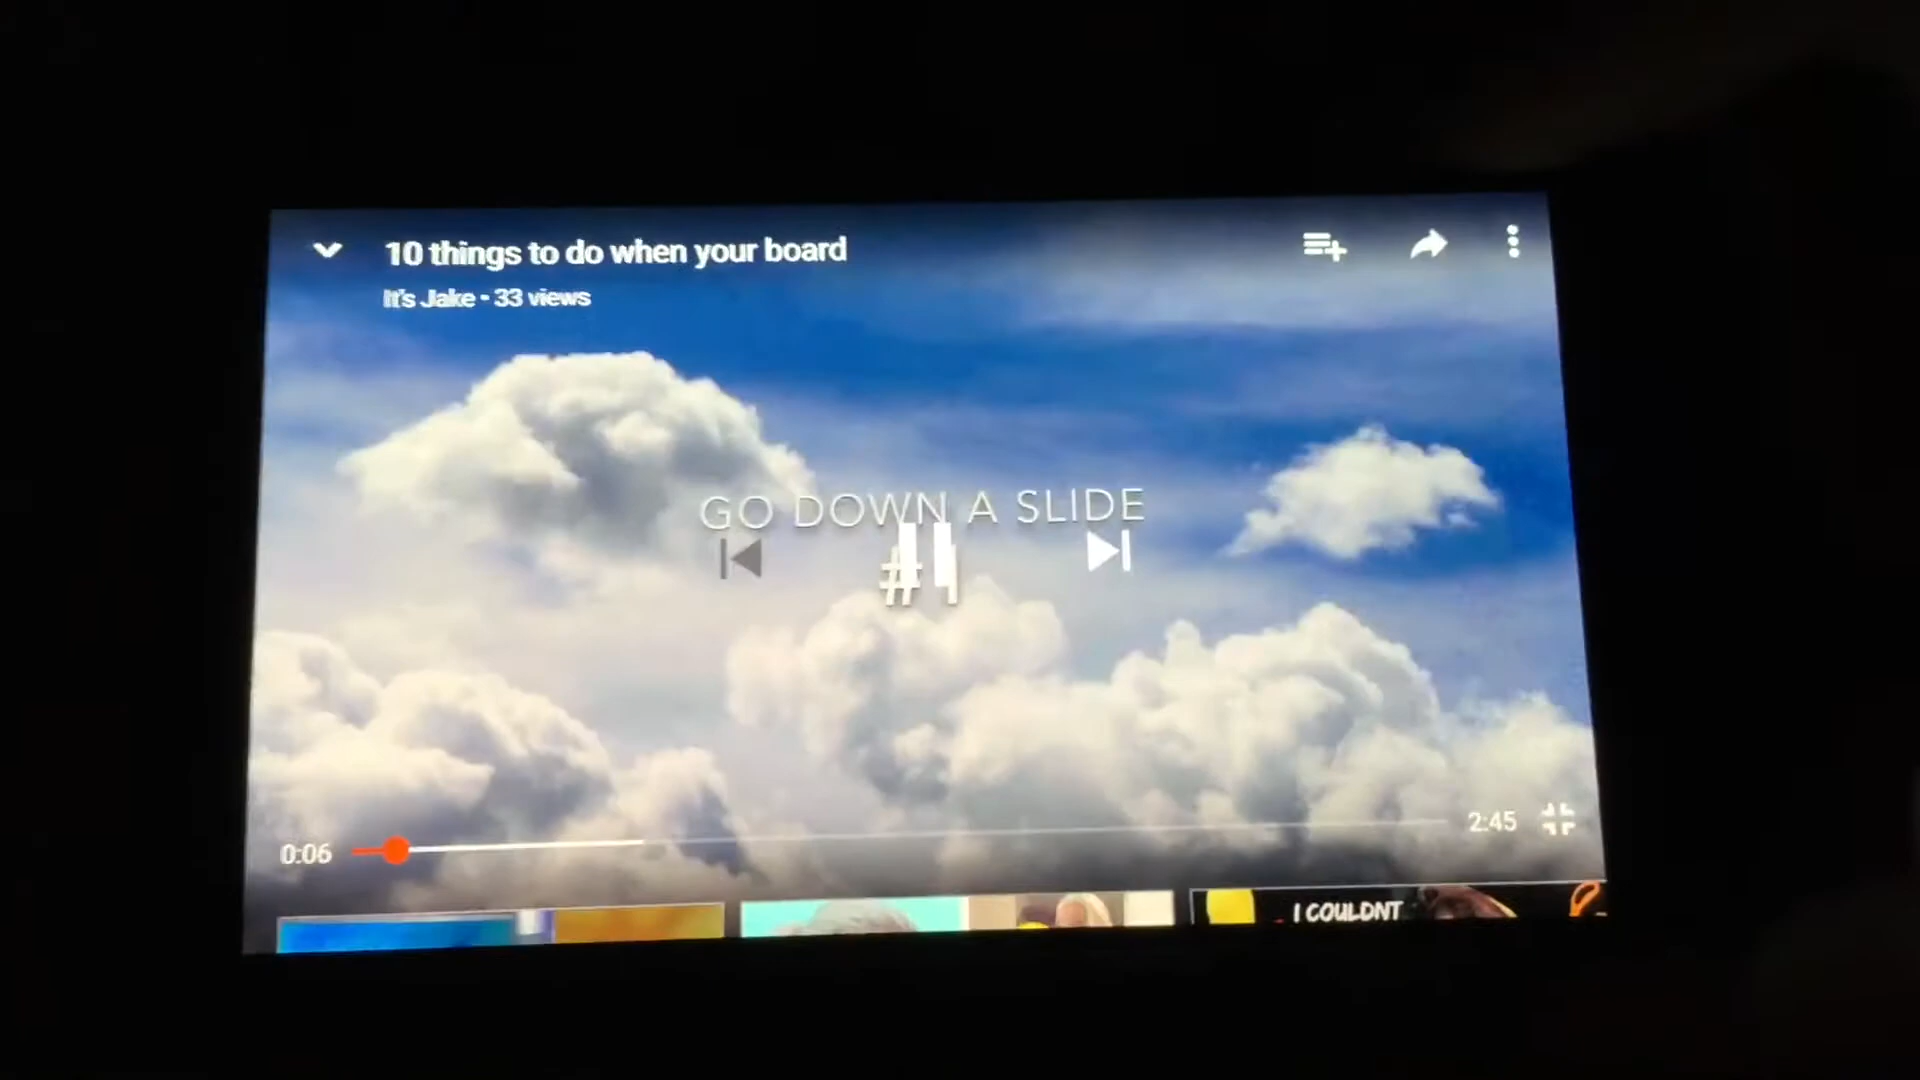 10 things to do when your board
It's Jake • 33 views
GO DOWN A SLIDE
#1
0:06
2:45
I COULDNT